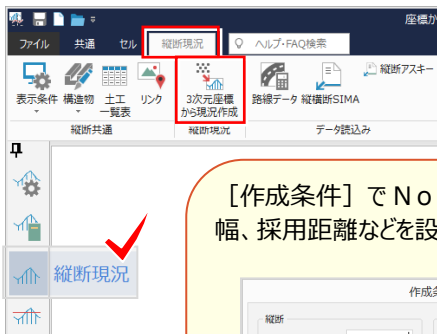 座標か
ファイル 共通 セル 縦断現況 ヘルプ・FAQ検索
表示条件 構造物 土工一覧表 リンク 3次元座標から現況作成 路線データ 縦横断SIMA 縦断アスキー
縦断共通 縦断現況 データ読込み
[作成条件] でNo
幅、採用距離などを設
縦断現況
作成条
縦断